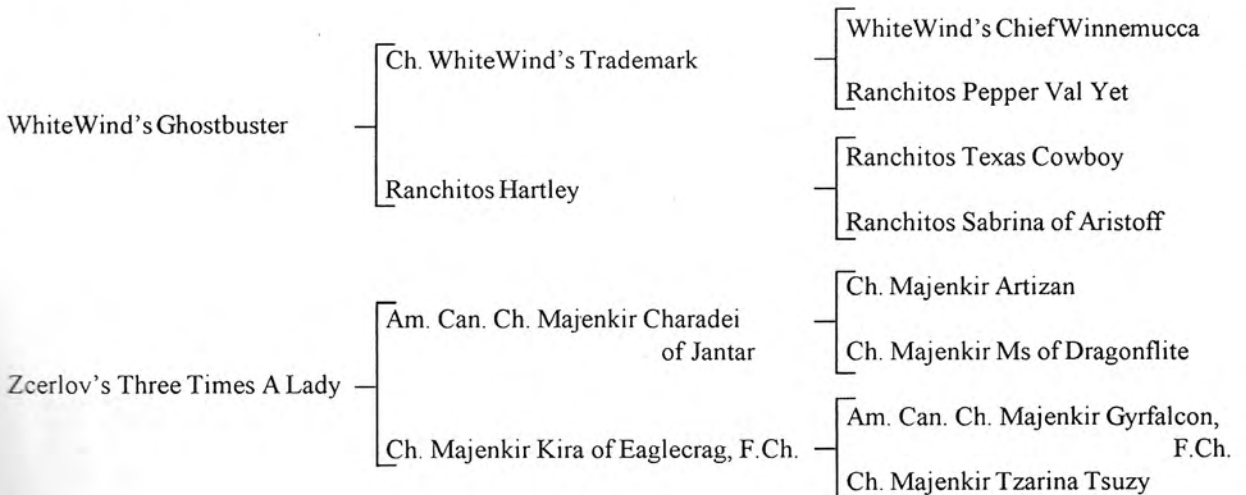 WhiteWind's Chief Winnemucca
Ch. WhiteWind's Trademark
Ranchitos Pepper Val Yet
WhiteWind's Ghostbuster
Ranchitos Texas Cowboy
Ranchitos Hartley
Ranchitos Sabrina of Aristoff
Ch. Majenkir Artizan
Am. Can. Ch. Majenkir Charadei
of Jantar
Ch. Majenkir Ms of Dragonflite
Zcerlov's Three Times A Lady
Am. Can. Ch. Majenkir Gyrfalcon,
F.Ch.
Ch. Majenkir Kira of Eaglecrag, F.Ch.
Ch. Majenkir Tzarina Tsuzy